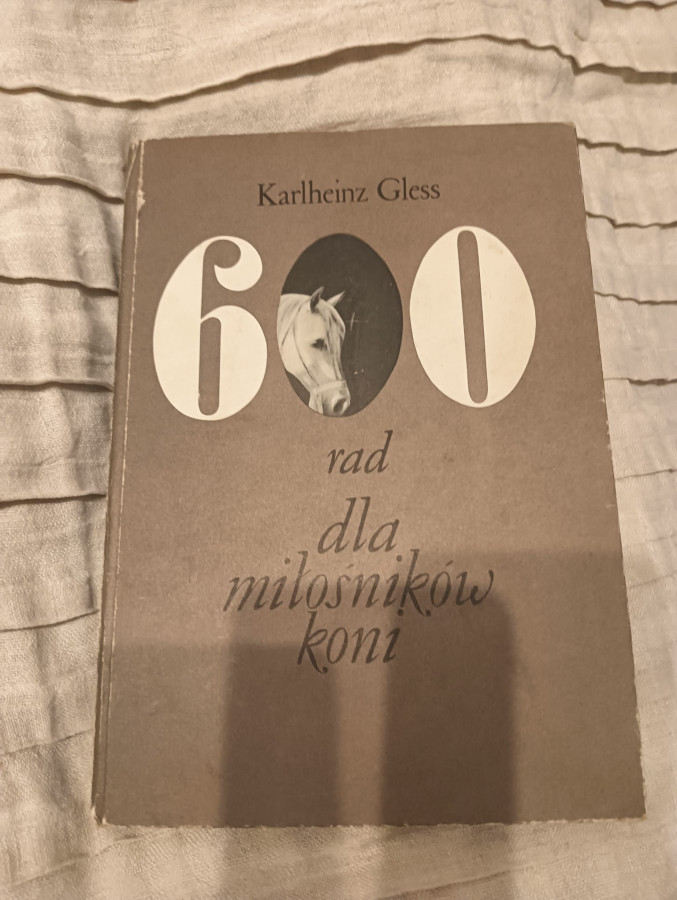 Karlheinz Gless
600
rad
dla
miłośników
koni